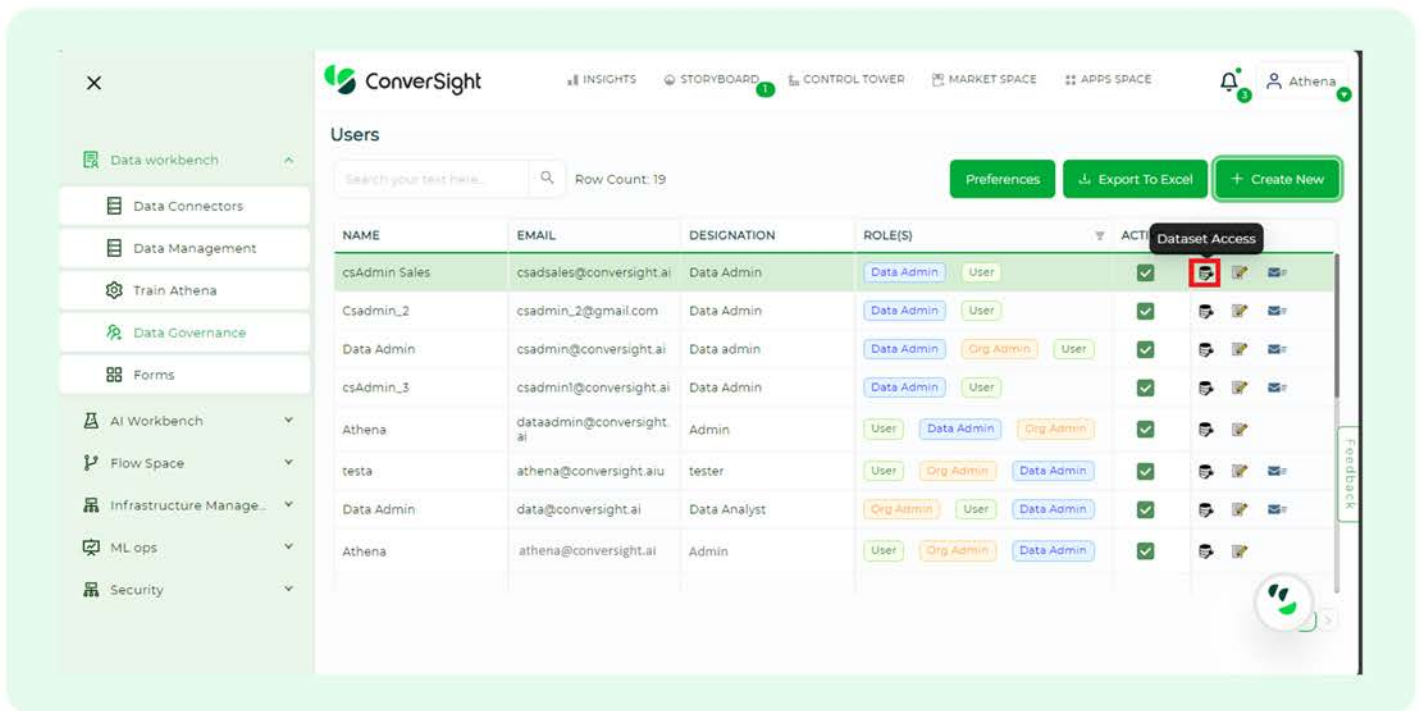 ConverSight
INSIGHTS
STORYBOARD
1
CONTROL TOWER
MARKET SPACE
APPS SPACE
3
Athena
Data workbench
Data Connectors
Data Management
Train Athena
Data Governance
Forms
AI Workbench
Flow Space
Infrastructure Manage...
ML ops
Security
Users
Search your text here...
Row Count: 19
Preferences
Export To Excel
+ Create New
NAME EMAIL DESIGNATION ROLE(S) ACTI
Dataset Access
csAdmin Sales csadsales@conversight.ai Data Admin Data Admin User
Csadmin_2 csadmin_2@gmail.com Data Admin Data Admin User
Data Admin csadmin@conversight.ai Data admin Data Admin Org Admin User
csAdmin_3 csadmin1@conversight.ai Data Admin Data Admin User
Athena dataadmin@conversight. Admin User Data Admin Org Admin
ai
testa athena@conversight.aiu tester User Org Admin Data Admin
Data Admin data@conversight.ai Data Analyst Org Admin User Data Admin
Athena athena@conversight.ai Admin User Org Admin Data Admin
Feedback